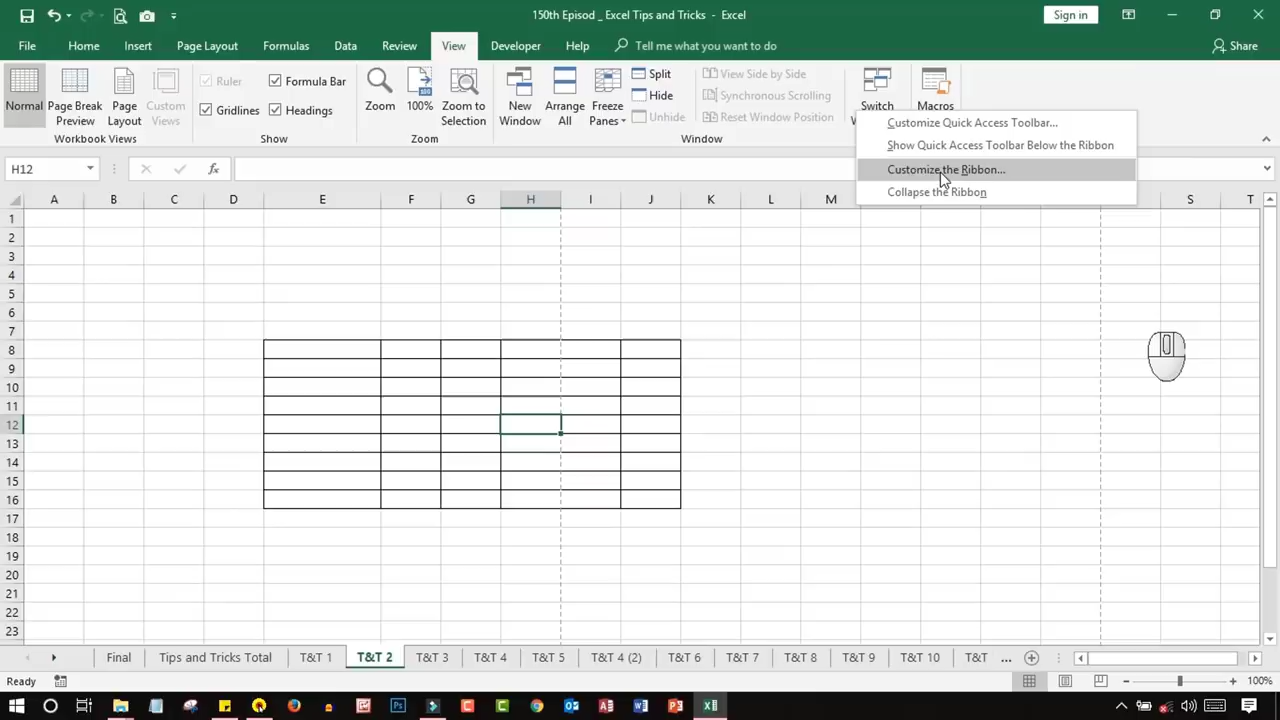 150th Episod _ Excel Tips and Tricks - Excel
Sign in
File Home Insert Page Layout Formulas Data Review View Developer Help Tell me what you want to do Share
Normal
Page Break Preview
Page Layout
Custom Views
Workbook Views
Ruler
Formula Bar
Gridlines
Headings
Show
Zoom
100
100%
Zoom to Selection
Zoom
New Window
Arrange All
Freeze Panes
Split
Hide
Unhide
View Side by Side
Synchronous Scrolling
Reset Window Position
Window
Switch
Macros
Customize Quick Access Toolbar...
Show Quick Access Toolbar Below the Ribbon
Customize the Ribbon...
Collapse the Ribbon
H12
fx
A B C D E F G H I J K L M S T
1
2
3
4
5
6
7
8
9
10
11
12
13
14
15
16
17
18
19
20
21
22
23
Final Tips and Tricks Total T&T 1 T&T 2 T&T 3 T&T 4 T&T 5 T&T 4 (2) T&T 6 T&T 7 T&T 8 T&T 9 T&T 10 T&T ...
Ready
100%